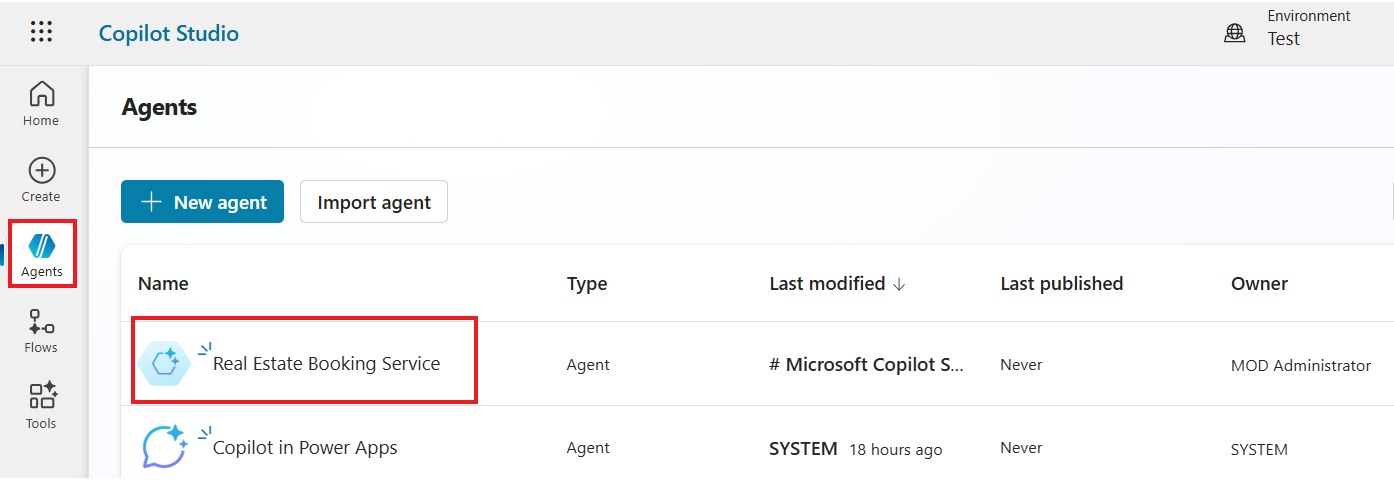 Copilot Studio
Environment
Test
Home
Create
Agents
Flows
Tools
Agents
New agent
Import agent
Name Type Last modified ↓ Last published Owner
Real Estate Booking Service Agent # Microsoft Copilot S... Never MOD Administrator
Copilot in Power Apps Agent SYSTEM 18 hours ago Never SYSTEM